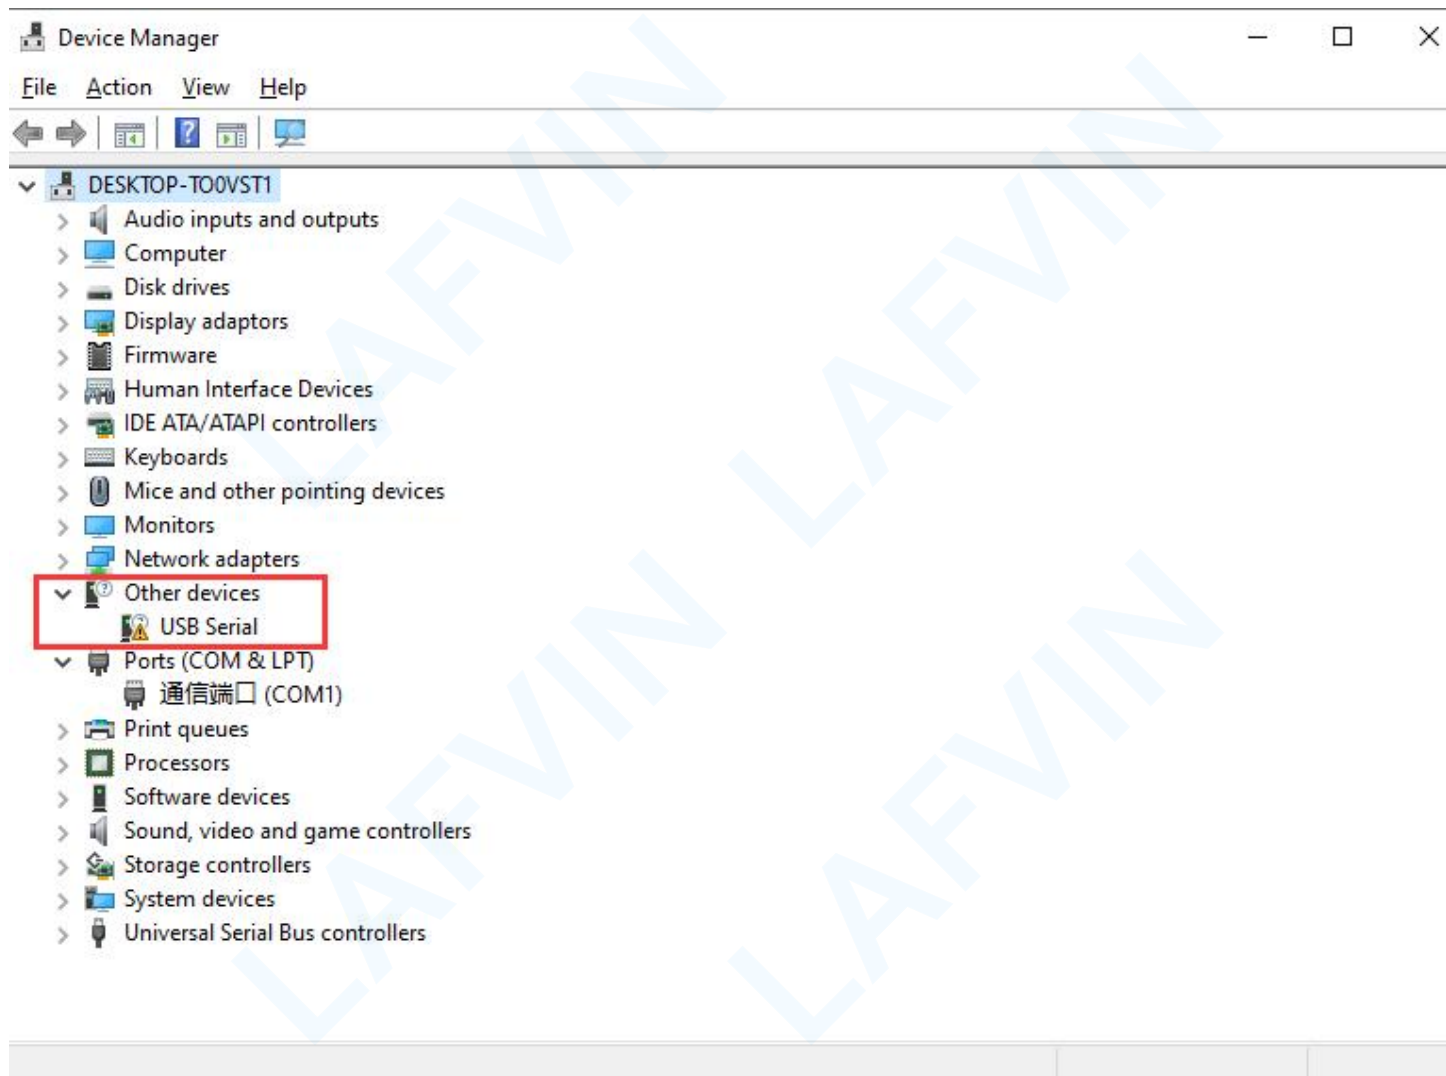 Device Manager
File Action View Help
DESKTOP-TO0VST1
Audio inputs and outputs
Computer
Disk drives
Display adaptors
Firmware
Human Interface Devices
IDE ATA/ATAPI controllers
Keyboards
Mice and other pointing devices
Monitors
Network adapters
Other devices
USB Serial
Ports (COM & LPT)
通信端口 (COM1)
Print queues
Processors
Software devices
Sound, video and game controllers
Storage controllers
System devices
Universal Serial Bus controllers
LAFVIN
LAFVIN
LAFVIN
LAFVIN